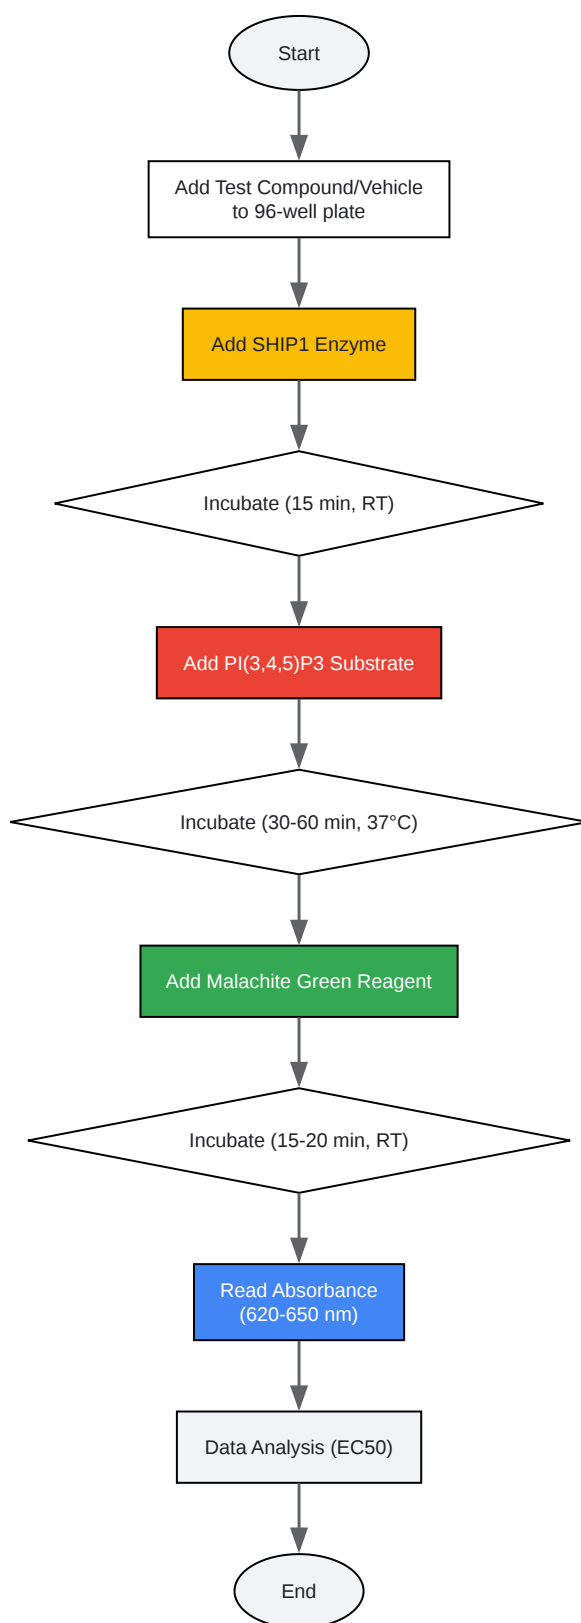 Start
Add Test Compound/Vehicle
to 96-well plate
Add SHIP1 Enzyme
Incubate (15 min, RT)
Add PI(3,4,5)P3 Substrate
Incubate (30-60 min, 37°C)
Add Malachite Green Reagent
Incubate (15-20 min, RT)
Read Absorbance
(620-650 nm)
Data Analysis (EC50)
End